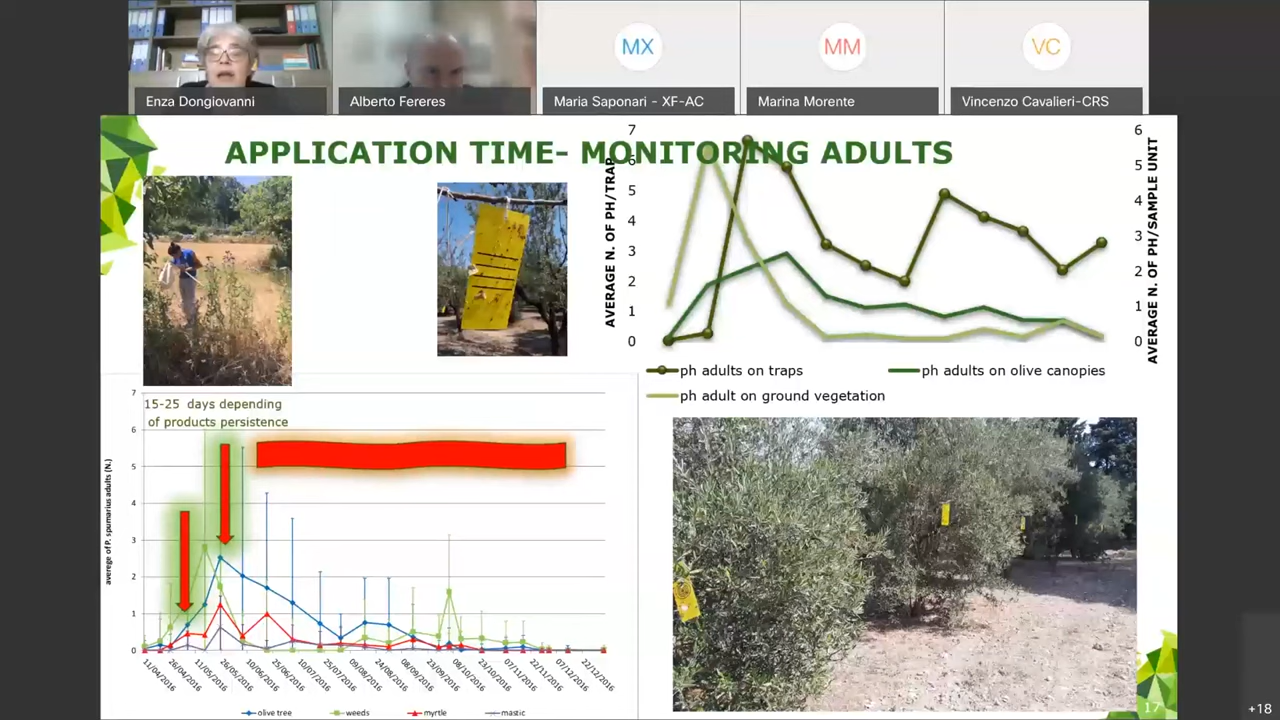 MX
MM
VC
Enza Dongiovanni
Alberto Fereres
Maria Saponari - XF-AC
Marina Morente
Vincenzo Cavalieri-CRS
APPLICATION TIME- MONITORING ADULTS
AVERAGE N. OF PH/TRAP
7
6
5
4
3
2
1
0
6
5
4
3
2
1
0
AVERAGE N. OF PH/SAMPLE UNIT
ph adults on traps
ph adults on olive canopies
ph adult on ground vegetation
15-25 days depending
of products persistence
averege of P. spumarius adults (N.)
7
6
5
4
3
2
1
0
11/04/2016
26/04/2016
11/05/2016
26/05/2016
10/06/2016
25/06/2016
10/07/2016
25/07/2016
09/08/2016
24/08/2016
08/09/2016
23/09/2016
08/10/2016
23/10/2016
07/11/2016
22/11/2016
07/12/2016
22/12/2016
olive tree
weeds
myrtle
mastic
17
+18